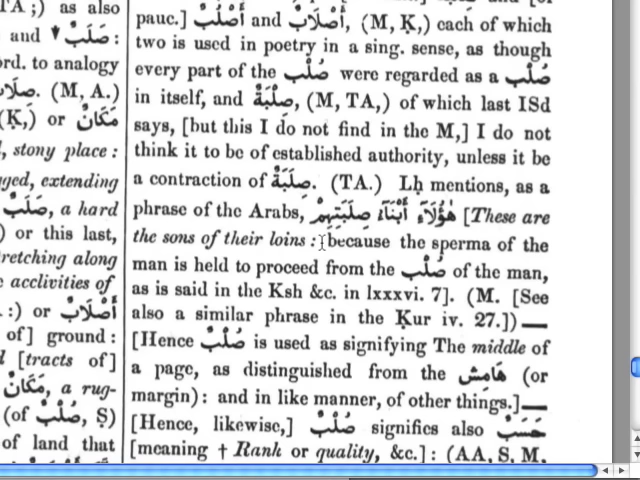 TA ;) as also
and صَلَبٌ :
ord. to analogy
(M, A.) صِلَابٌ
(Ḳ,) or مَكَانٌ
, stony place :
ged, extending
صَلَبٌ, a hard
) or this last,
retching along
e acclivities of
:) or أَصْلَابٌ
of] ground :
l [tracts of]
مَكَانٌ, a rug-
(of صُلْبٌ, Ṣ)
of land that
pauc.] أَصْلُبٌ and أَصْلَابٌ, (M, Ḳ,) each of which
two is used in poetry in a sing. sense, as though
every part of the صُلْب were regarded as a صُلْب
in itself, and صِلَبَةٌ, (M, TA,) of which last ISd
says, [but this I do not find in the M,] I do not
think it to be of established authority, unless it be
a contraction of صِلَبَةٌ. (TA.) Lḥ mentions, as a
phrase of the Arabs, هٰؤُلَآءِ أَبْنَآءُ صِلَبَتِهِمْ [These are
the sons of their loins : because the sperma of the
man is held to proceed from the صُلْب of the man,
as is said in the Ksh &c. in lxxxvi. 7]. (M. [See
also a similar phrase in the Ḳur iv. 27.])—
[Hence صُلْبٌ is used as signifying The middle of
a page, as distinguished from the هَامِش (or
margin) : and in like manner, of other things.]—
[Hence, likewise,] صُلْبٌ signifies also حَسَبٌ
[meaning † Rank or quality, &c.] : (AA, S, M,